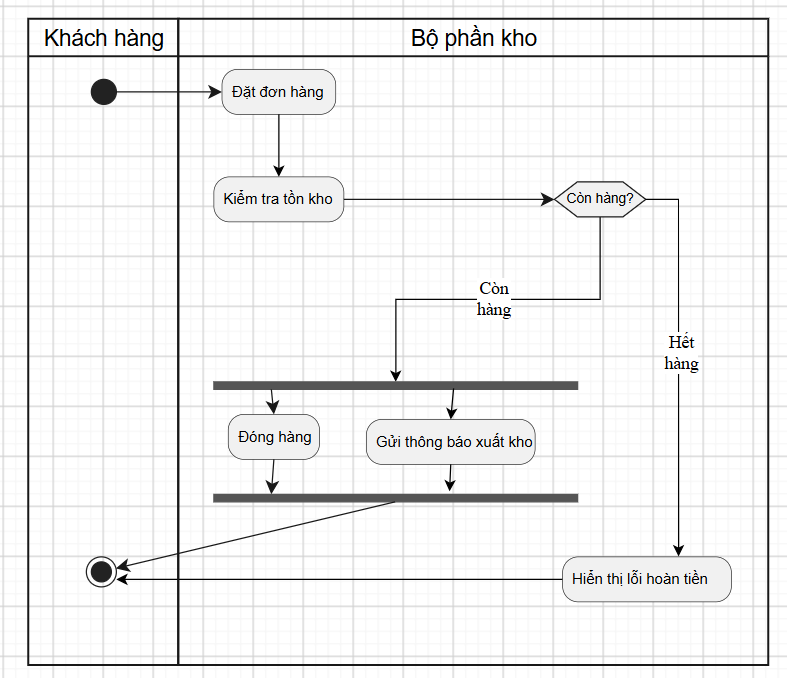 Khách hàng
Bộ phần kho
Đặt đơn hàng
Kiểm tra tồn kho
Còn hàng?
Còn
hàng
Hết
hàng
Đóng hàng
Gửi thông báo xuất kho
Hiển thị lỗi hoàn tiền